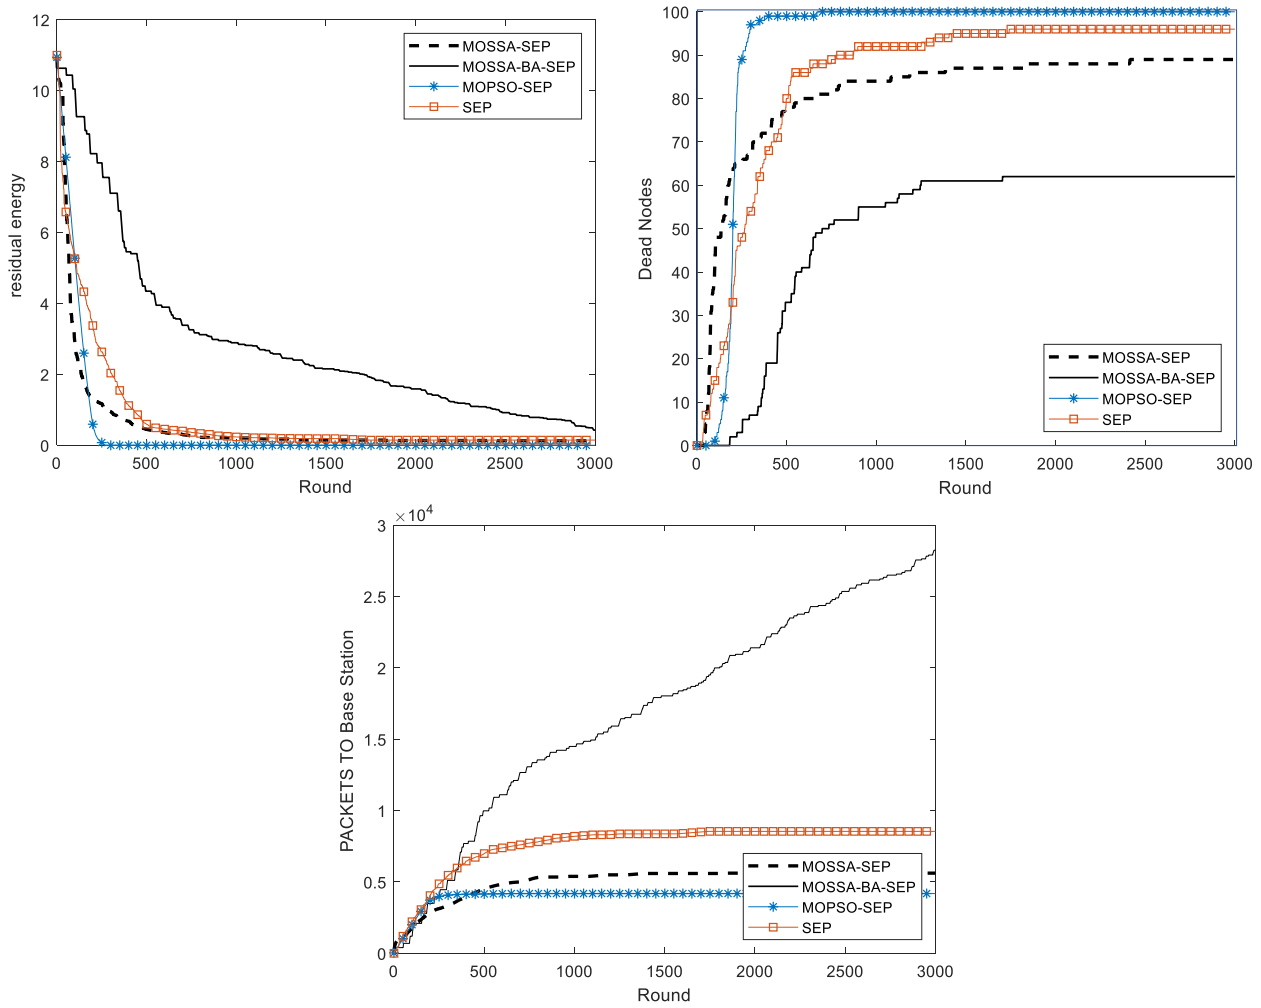 12
10
8
6
4
2
0
residual energy
MOSSA-SEP
MOSSA-BA-SEP
MOPSO-SEP
SEP
0
500
1000
1500
2000
2500
3000
Round
100
90
80
70
60
50
40
30
20
10
0
Dead Nodes
MOSSA-SEP
MOSSA-BA-SEP
MOPSO-SEP
SEP
0
500
1000
1500
2000
2500
3000
Round
×10^4
3
2.5
2
1.5
1
0.5
0
PACKETS TO Base Station
MOSSA-SEP
MOSSA-BA-SEP
MOPSO-SEP
SEP
0
500
1000
1500
2000
2500
3000
Round